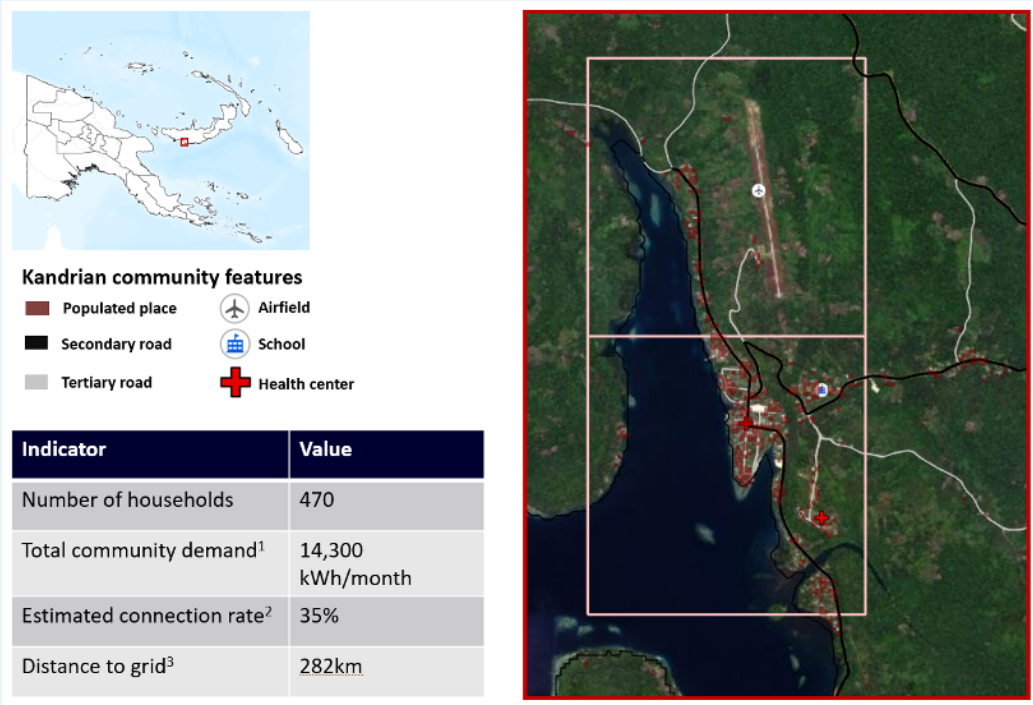 Kandrian community features
Populated place
Airfield
Secondary road
School
Tertiary road
Health center
Indicator Value
Number of households 470
Total community demand¹ 14,300
kWh/month
Estimated connection rate² 35%
Distance to grid³ 282km